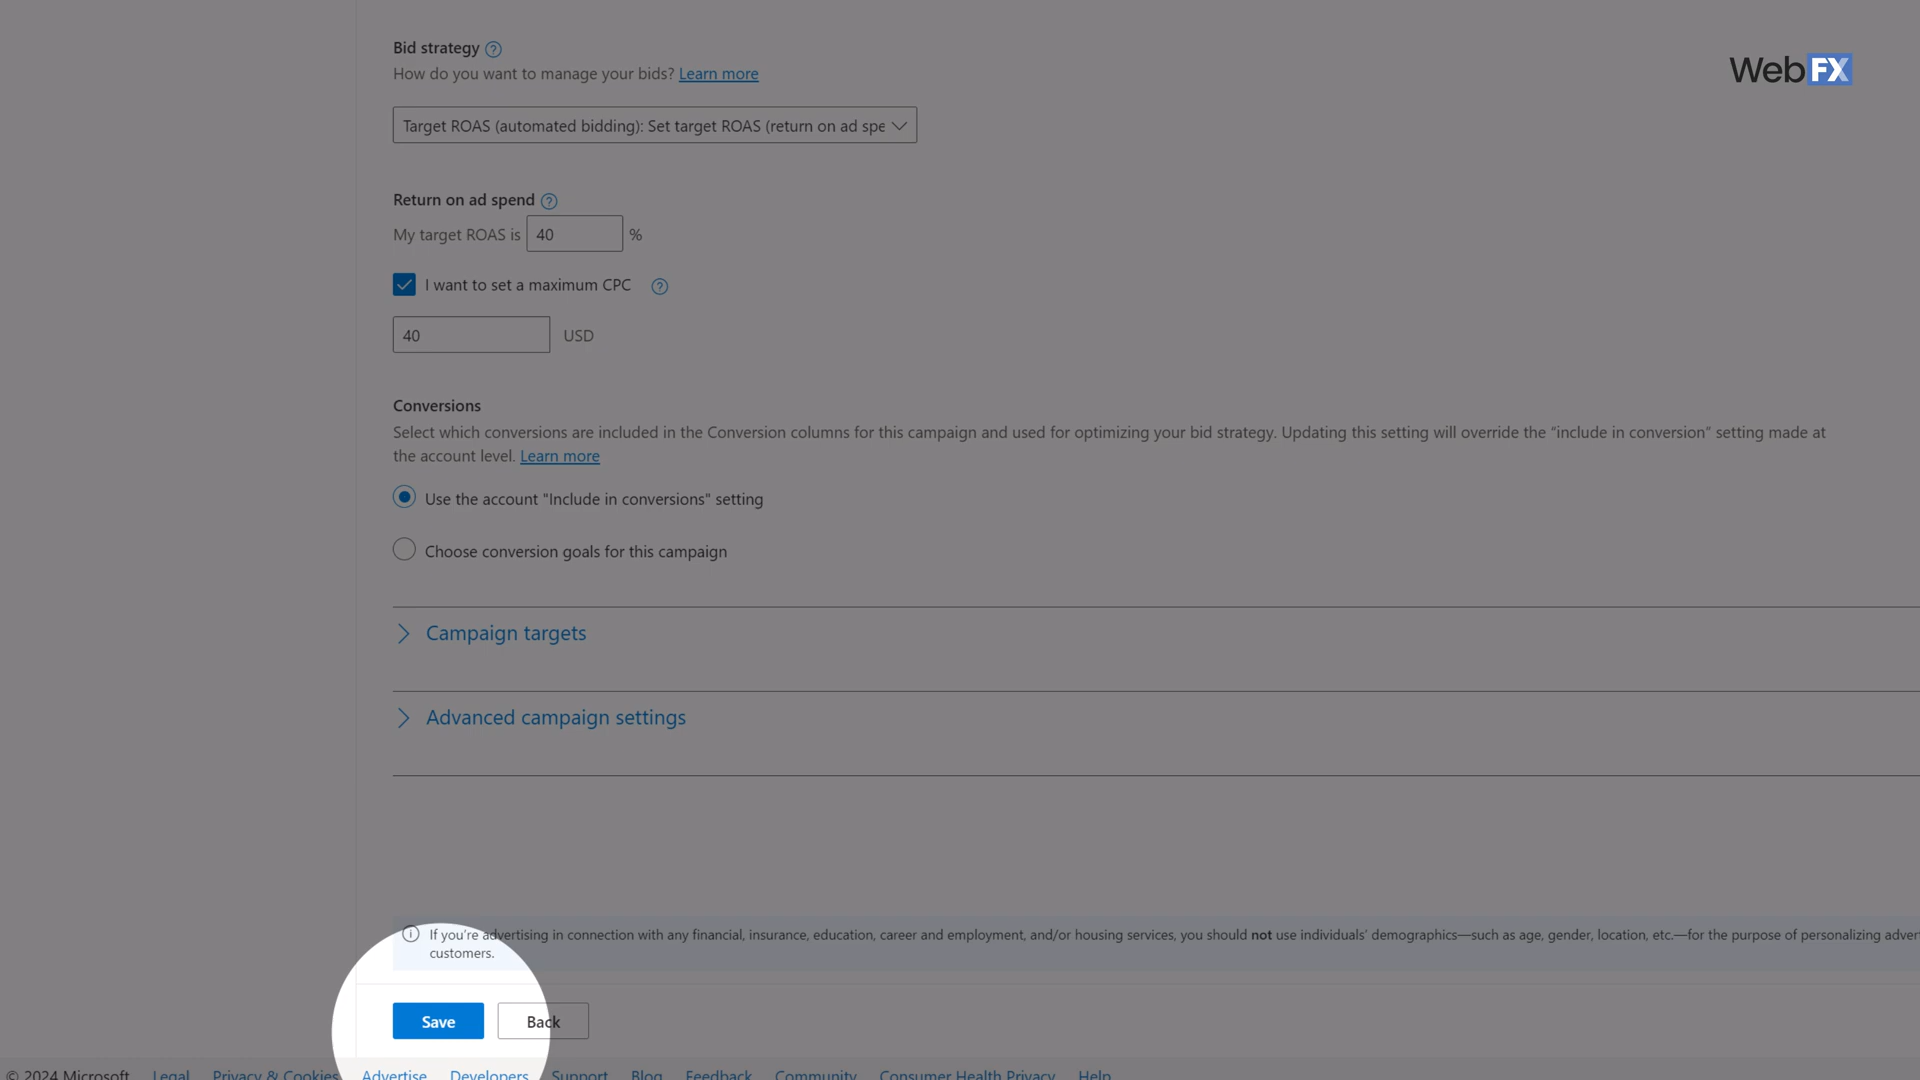 Bid strategy
How do you want to manage your bids? Learn more
WebFX
Target ROAS (automated bidding): Set target ROAS (return on ad spe
Return on ad spend
My target ROAS is 40 %
I want to set a maximum CPC
40 USD
Conversions
Select which conversions are included in the Conversion columns for this campaign and used for optimizing your bid strategy. Updating this setting will override the “include in conversion” setting made at
the account level. Learn more
Use the account "Include in conversions" setting
Choose conversion goals for this campaign
Campaign targets
Advanced campaign settings
If you’re advertising in connection with any financial, insurance, education, career and employment, and/or housing services, you should not use individuals’ demographics—such as age, gender, location, etc.—for the purpose of personalizing adver
customers.
Save Back
© 2024 Microsoft Legal Privacy & Cookies Advertise Developers Support Blog Feedback Community Consumer Health Privacy Help